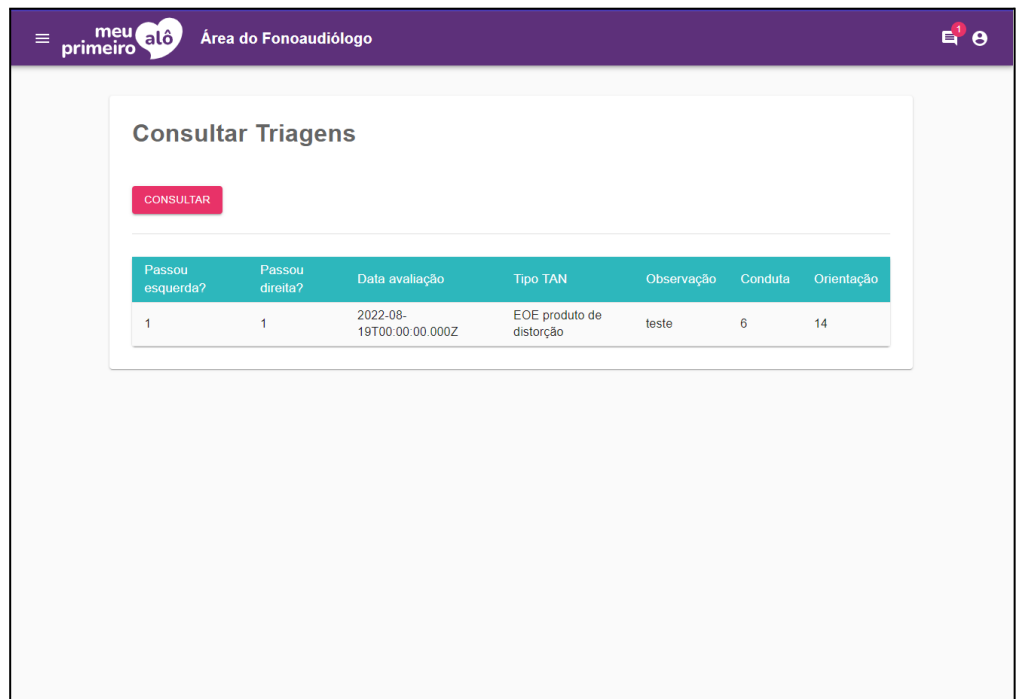 meu
primeiro alô
Área do Fonoaudiólogo
1
Consultar Triagens
CONSULTAR
Passou esquerda? Passou direita? Data avaliação Tipo TAN Observação Conduta Orientação
1 1 2022-08-19T00:00:00.000Z EOE produto de distorção teste 6 14